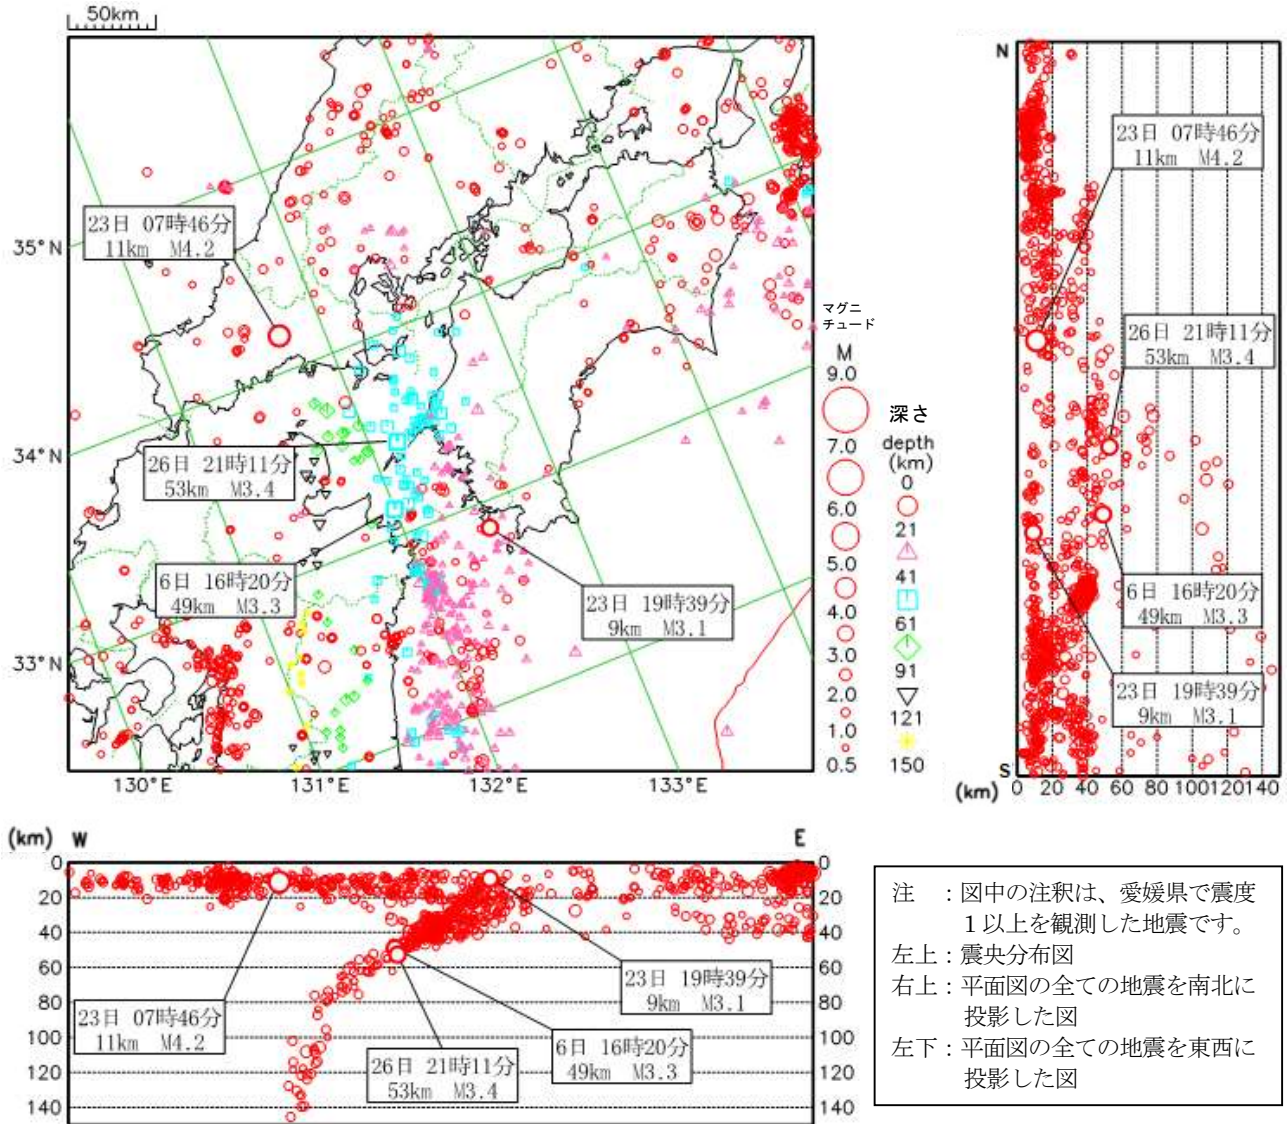 50km
35°N
34°N
33°N
130°E
131°E
132°E
133°E
23日 07時46分
11km M4.2
26日 21時11分
53km M3.4
6日 16時20分
49km M3.3
23日 19時39分
9km M3.1
マグニ
チュード
M
9.0
7.0
6.0
5.0
4.0
3.0
2.0
1.0
0.5
深さ
depth
(km)
0
21
41
61
91
121
150
N
S
23日 07時46分
11km M4.2
26日 21時11分
53km M3.4
6日 16時20分
49km M3.3
23日 19時39分
9km M3.1
(km) 0 20 40 60 80 100 120 140
(km) W E
0 0
20 20
40 40
60 60
80 80
100 100
120 120
140 140
23日 07時46分
11km M4.2
26日 21時11分
53km M3.4
6日 16時20分
49km M3.3
23日 19時39分
9km M3.1
注 ：図中の注釈は、愛媛県で震度
1以上を観測した地震です。
左上：震央分布図
右上：平面図の全ての地震を南北に
投影した図
左下：平面図の全ての地震を東西に
投影した図